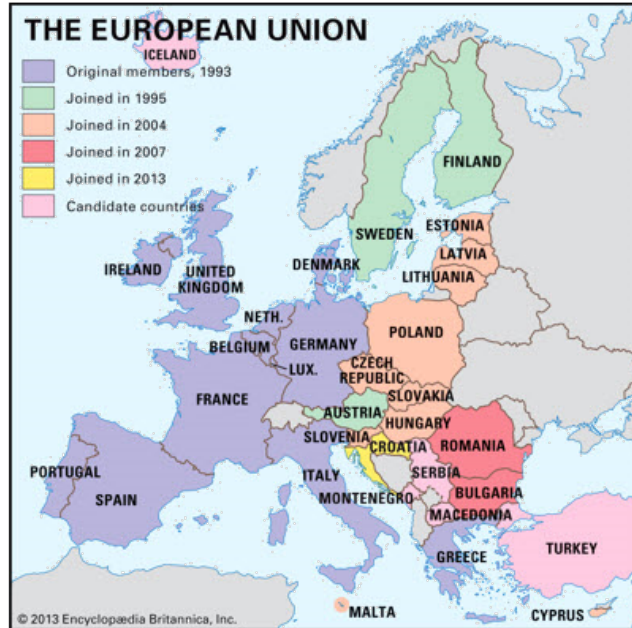 THE EUROPEAN UNION
ICELAND
Original members, 1993
Joined in 1995
Joined in 2004
Joined in 2007
Joined in 2013
Candidate countries
FINLAND
SWEDEN
ESTONIA
LATVIA
LITHUANIA
DENMARK
IRELAND
UNITED
KINGDOM
NETH.
BELGIUM
GERMANY
POLAND
LUX.
CZECH
REPUBLIC
SLOVAKIA
FRANCE
AUSTRIA
HUNGARY
SLOVENIA
CROATIA
ROMANIA
SERBIA
PORTUGAL
SPAIN
ITALY
MONTENEGRO
BULGARIA
MACEDONIA
TURKEY
GREECE
MALTA
CYPRUS
© 2013 Encyclopædia Britannica, Inc.